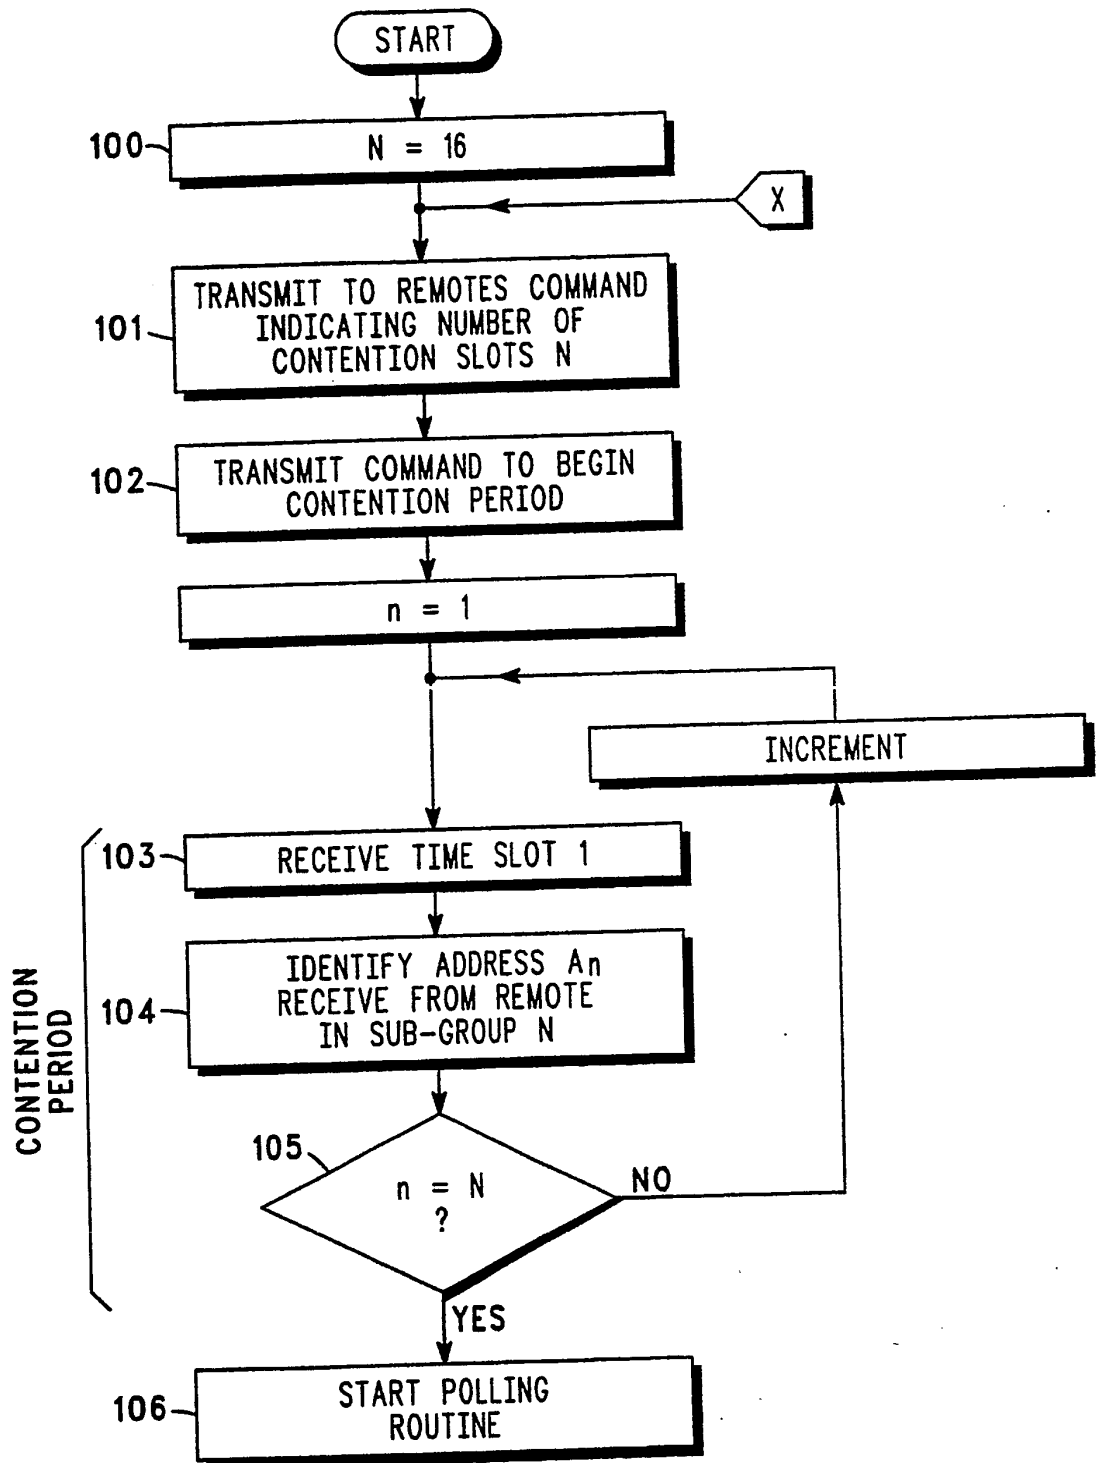 START
100
N = 16
X
101
TRANSMIT TO REMOTES COMMAND
INDICATING NUMBER OF
CONTENTION SLOTS N
102
TRANSMIT COMMAND TO BEGIN
CONTENTION PERIOD
n = 1
INCREMENT
103
RECEIVE TIME SLOT 1
CONTENTION
PERIOD
104
IDENTIFY ADDRESS An
RECEIVE FROM REMOTE
IN SUB-GROUP N
105
n = N
?
NO
YES
106
START POLLING
ROUTINE